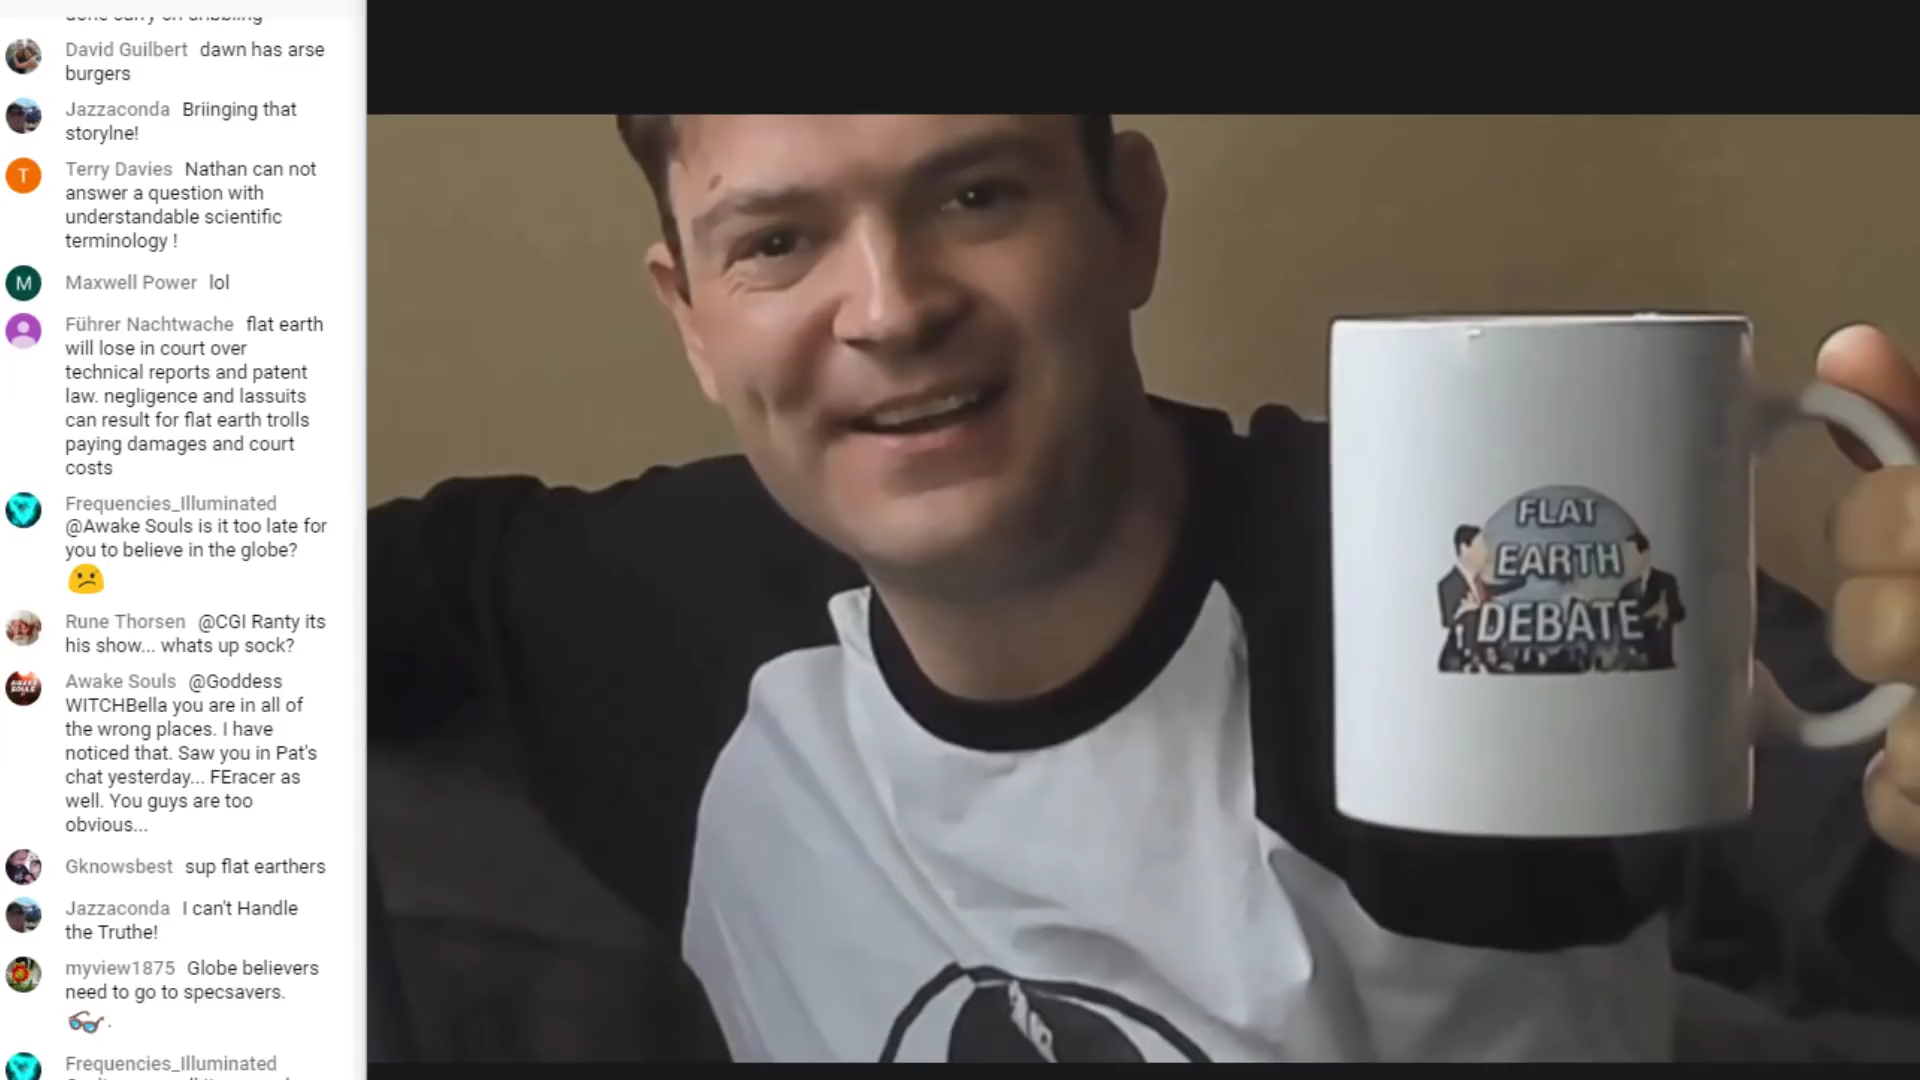 done carry on dribbling
David Guilbert dawn has arse
burgers
Jazzaconda Briinging that
storylne!
Terry Davies Nathan can not
answer a question with
understandable scientific
terminology !
Maxwell Power lol
Führer Nachtwache flat earth
will lose in court over
technical reports and patent
law. negligence and lassuits
can result for flat earth trolls
paying damages and court
costs
Frequencies_Illuminated
@Awake Souls is it too late for
you to believe in the globe?
Rune Thorsen @CGI Ranty its
his show... whats up sock?
Awake Souls @Goddess
WITCHBella you are in all of
the wrong places. I have
noticed that. Saw you in Pat's
chat yesterday... FEracer as
well. You guys are too
obvious...
Gknowsbest sup flat earthers
Jazzaconda I can't Handle
the Truthe!
myview1875 Globe believers
need to go to specsavers.
.
Frequencies_Illuminated
T
M
FLAT
EARTH
DEBATE